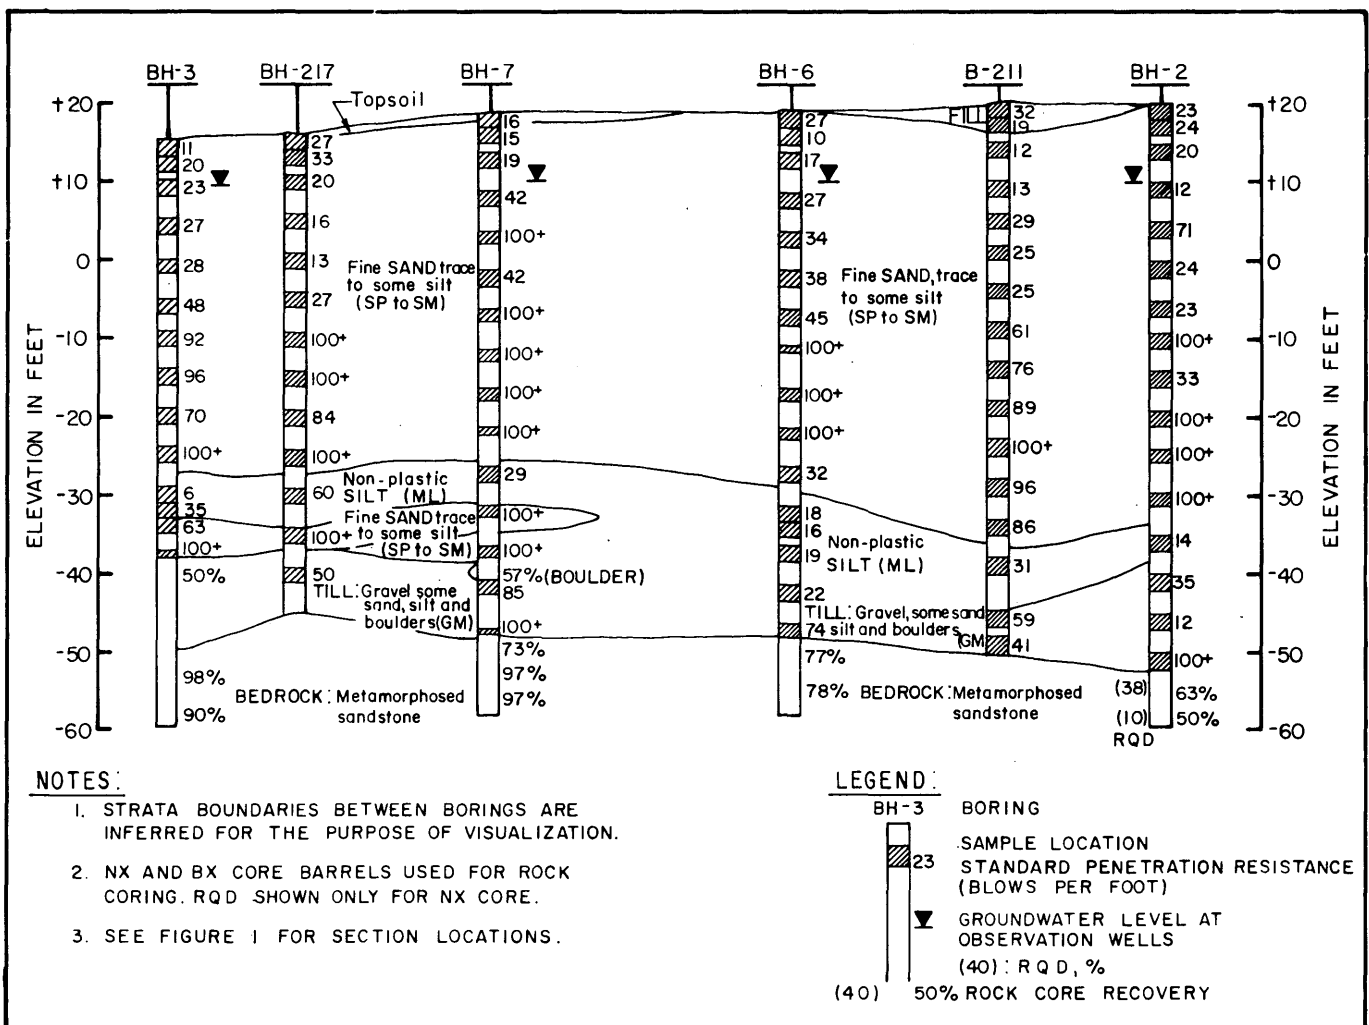 BH-3 BH-217 BH-7 BH-6 B-211 BH-2
ELEVATION IN FEET
+20
+10
0
-10
-20
-30
-40
-50
-60
11
20
23
27
28
48
92
96
70
100+
6
35
63
100+
50%
98%
90%
27
33
20
16
13
27
100+
100+
84
100+
60
100+
50
Topsoil
Fine SAND trace
to some silt
(SP to SM)
Non-plastic
SILT (ML)
Fine SAND trace
to some silt
(SP to SM)
TILL: Gravel some
sand, silt and
boulders(GM)
BEDROCK: Metamorphosed
sandstone
16
15
19
42
100+
42
100+
100+
100+
100+
29
100+
100+
57%(BOULDER)
85
100+
73%
97%
97%
27
10
17
27
34
38
45
100+
100+
100+
32
18
16
19
22
74
77%
78%
Fine SAND, trace
to some silt
(SP to SM)
Non-plastic
SILT (ML)
TILL: Gravel, some sand
silt and boulders
(GM
BEDROCK: Metamorphosed
sandstone
FILL
32
19
12
13
29
25
25
61
76
89
100+
96
86
31
59
41
23
24
20
12
71
24
23
100+
33
100+
100+
100+
14
35
12
100+
(38) 63%
(10) 50%
RQD
+20
+10
0
-10
-20
-30
-40
-50
-60
ELEVATION IN FEET
NOTES:
1. STRATA BOUNDARIES BETWEEN BORINGS ARE
INFERRED FOR THE PURPOSE OF VISUALIZATION.
2. NX AND BX CORE BARRELS USED FOR ROCK
CORING. RQD SHOWN ONLY FOR NX CORE.
3. SEE FIGURE 1 FOR SECTION LOCATIONS.
LEGEND:
BH-3 BORING
SAMPLE LOCATION
23 STANDARD PENETRATION RESISTANCE
(BLOWS PER FOOT)
GROUNDWATER LEVEL AT
OBSERVATION WELLS
(40): RQD, %
(40) 50% ROCK CORE RECOVERY